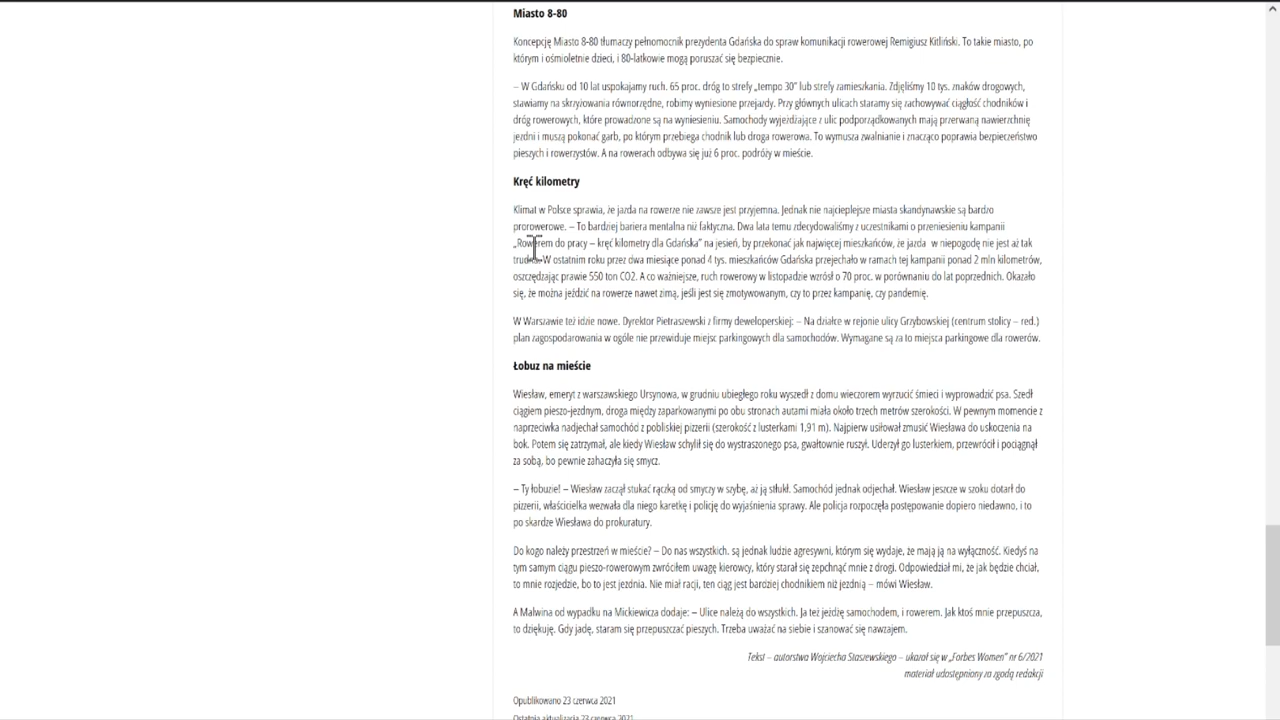 Miasto 8-80
Koncepcję Miasto 8-80 tłumaczy pełnomocnik prezydenta Gdańska do spraw komunikacji rowerowej Remigiusz Kitliński. To takie miasto, po
którym i ośmioletnie dzieci, i 80-latkowie mogą poruszać się bezpiecznie.
– W Gdańsku od 10 lat uspokajamy ruch. 65 proc. dróg to strefy „tempo 30” lub strefy zamieszkania. Zdjęliśmy 10 tys. znaków drogowych,
stawiamy na skrzyżowania równorzędne, robimy wyniesione przejazdy. Przy głównych ulicach staramy się zachowywać ciągłość chodników i
dróg rowerowych, które prowadzone są na wyniesieniu. Samochody wyjeżdżające z ulic podporządkowanych mają przerwaną nawierzchnię
jezdni i muszą pokonać garb, po którym przebiega chodnik lub droga rowerowa. To wymusza zwalnianie i znacząco poprawia bezpieczeństwo
pieszych i rowerzystów. A na rowerach odbywa się już 6 proc. podróży w mieście.
Kręć kilometry
Klimat w Polsce sprawia, że jazda na rowerze nie zawsze jest przyjemna. Jednak nie najcieplejsze miasta skandynawskie są bardzo
prorowerowe. – To bardziej bariera mentalna niż faktyczna. Dwa lata temu zdecydowaliśmy z uczestnikami o przeniesieniu kampanii
„Rowerem do pracy – kręć kilometry dla Gdańska” na jesień, by przekonać jak najwięcej mieszkańców, że jazda w niepogodę nie jest aż tak
trudna. W ostatnim roku przez dwa miesiące ponad 4 tys. mieszkańców Gdańska przejechało w ramach tej kampanii ponad 2 mln kilometrów,
oszczędzając prawie 550 ton CO2. A co ważniejsze, ruch rowerowy w listopadzie wzrósł o 70 proc. w porównaniu do lat poprzednich. Okazało
się, że można jeździć na rowerze nawet zimą, jeśli jest się zmotywowanym, czy to przez kampanię, czy pandemię.
W Warszawie też idzie nowe. Dyrektor Pietraszewski z firmy deweloperskiej: – Na działce w rejonie ulicy Grzybowskiej (centrum stolicy – red.)
plan zagospodarowania w ogóle nie przewiduje miejsc parkingowych dla samochodów. Wymagane są za to miejsca parkingowe dla rowerów.
Łobuz na mieście
Wiesław, emeryt z warszawskiego Ursynowa, w grudniu ubiegłego roku wyszedł z domu wieczorem wyrzucić śmieci i wyprowadzić psa. Szedł
ciągiem pieszo-jezdnym, droga między zaparkowanymi po obu stronach autami miała około trzech metrów szerokości. W pewnym momencie z
naprzeciwka nadjechał samochód z pobliskiej pizzerii (szerokość z lusterkami 1,91 m). Najpierw usiłował zmusić Wiesława do uskoczenia na
bok. Potem się zatrzymał, ale kiedy Wiesław schylił się do wystraszonego psa, gwałtownie ruszył. Uderzył go lusterkiem, przewrócił i pociągnął
za sobą, bo pewnie zahaczyła się smycz.
– Ty łobuzie! – Wiesław zaczął stukać rączką od smyczy w szybę, aż ją stłukł. Samochód jednak odjechał. Wiesław jeszcze w szoku dotarł do
pizzerii, właścicielka wezwała dla niego karetkę i policję do wyjaśnienia sprawy. Ale policja rozpoczęła postępowanie dopiero niedawno, i to
po skardze Wiesława do prokuratury.
Do kogo należy przestrzeń w mieście? – Do nas wszystkich. są jednak ludzie agresywni, którym się wydaje, że mają ją na wyłączność. Kiedyś na
tym samym ciągu pieszo-rowerowym zwróciłem uwagę kierowcy, który starał się zepchnąć mnie z drogi. Odpowiedział mi, że jak będzie chciał,
to mnie rozjedzie, bo to jest jezdnia. Nie miał racji, ten ciąg jest bardziej chodnikiem niż jezdnią – mówi Wiesław.
A Malwina od wypadku na Mickiewicza dodaje: – Ulice należą do wszystkich. Ja też jeżdżę samochodem, i rowerem. Jak ktoś mnie przepuszcza,
to dziękuję. Gdy jadę, staram się przepuszczać pieszych. Trzeba uważać na siebie i szanować się nawzajem.
Tekst – autorstwa Wojciecha Staszewskiego – ukazał się w „Forbes Women” nr 6/2021
materiał udostępniony za zgodą redakcji
Opublikowano 23 czerwca 2021
Ostatnia aktualizacja 23 czerwca 2021